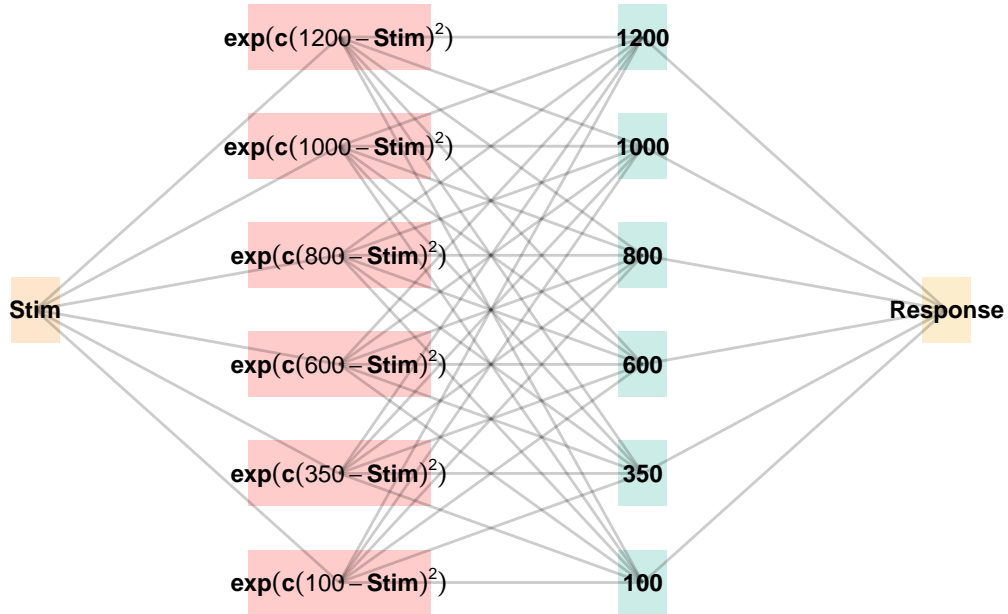 exp(c(1200 – Stim)²) 1200
exp(c(1000 – Stim)²) 1000
exp(c(800 – Stim)²) 800
Stim Response
exp(c(600 – Stim)²) 600
exp(c(350 – Stim)²) 350
exp(c(100 – Stim)²) 100